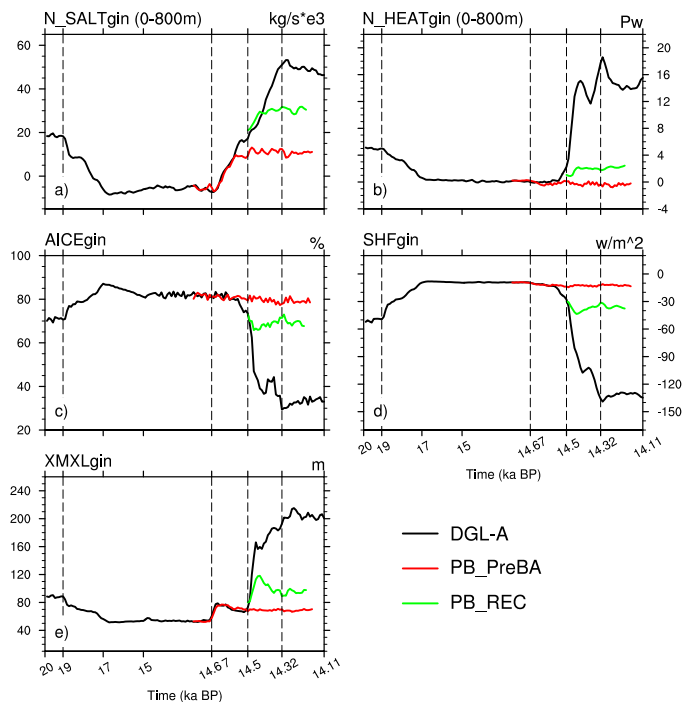 N_SALTgin (0-800m) kg/s*e3
60
40
20
0
a)
N_HEATgin (0-800m) Pw
20
16
12
8
4
0
-4
b)
AICEgin %
100
80
60
40
20
c)
SHFgin w/m^2
0
-30
-60
-90
-120
-150
d)
20 19 17 15 14.67 14.5 14.32 14.11
Time (ka BP)
XMXLgin m
240
200
160
120
80
40
e)
20 19 17 15 14.67 14.5 14.32 14.11
Time (ka BP)
DGL-A
PB_PreBA
PB_REC